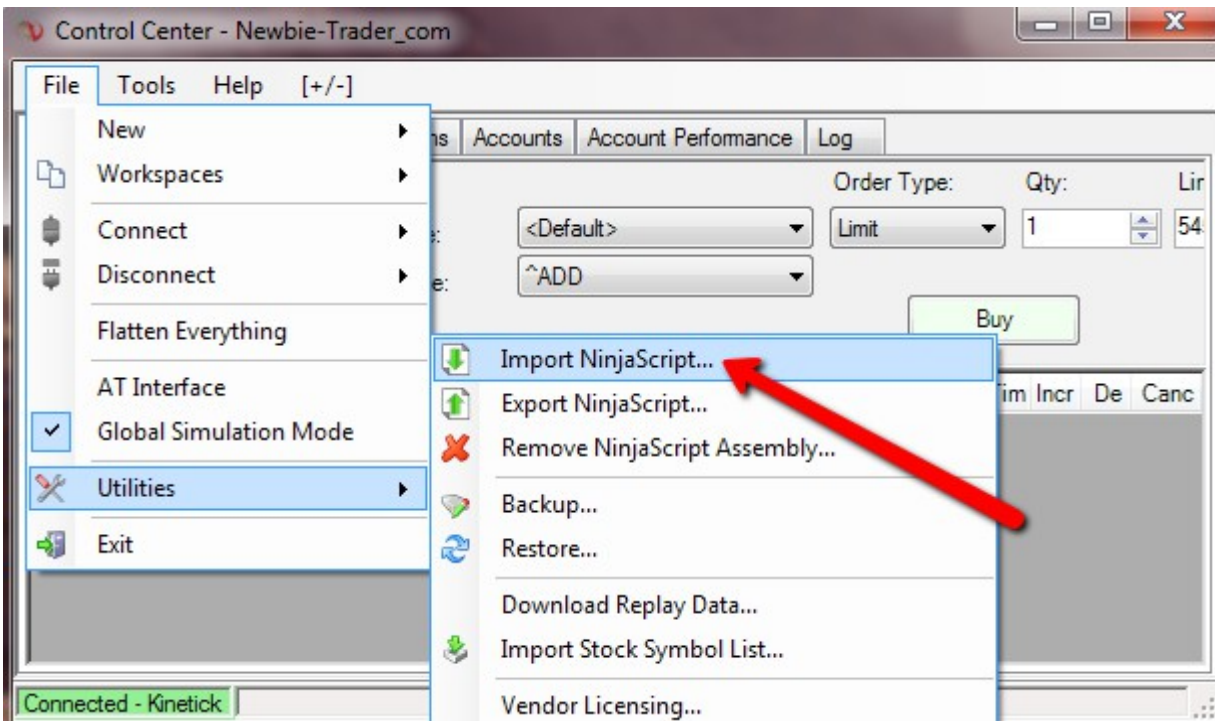 Control Center - Newbie-Trader_com
File Tools Help [+/-]
New
Workspaces
Connect
Disconnect
Flatten Everything
AT Interface
Global Simulation Mode
Utilities
Exit
Accounts Account Performance Log
Order Type: Qty:
<Default> Limit 1
^ADD
Buy
Import NinjaScript...
Export NinjaScript...
Remove NinjaScript Assembly...
Backup...
Restore...
Download Replay Data...
Import Stock Symbol List...
Vendor Licensing...
Incr De Canc
Connected - Kinetick